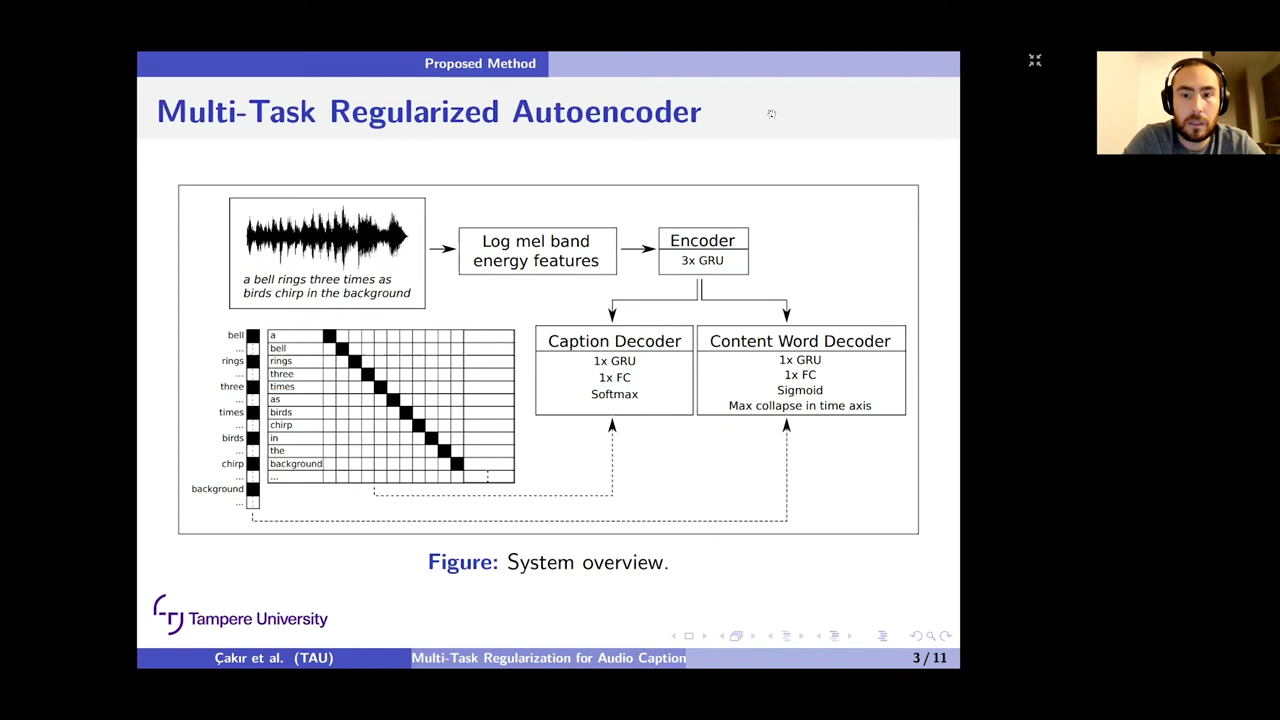 Proposed Method
Multi-Task Regularized Autoencoder
a bell rings three times as
birds chirp in the background
Log mel band
energy features
Encoder
3x GRU
Caption Decoder
1x GRU
1x FC
Softmax
Content Word Decoder
1x GRU
1x FC
Sigmoid
Max collapse in time axis
bell
...
rings
...
three
...
times
...
birds
...
chirp
...
background
...
a
bell
rings
three
times
as
birds
chirp
in
the
background
...
Figure: System overview.
Tampere University
Çakır et al. (TAU)
Multi-Task Regularization for Audio Caption
3 / 11